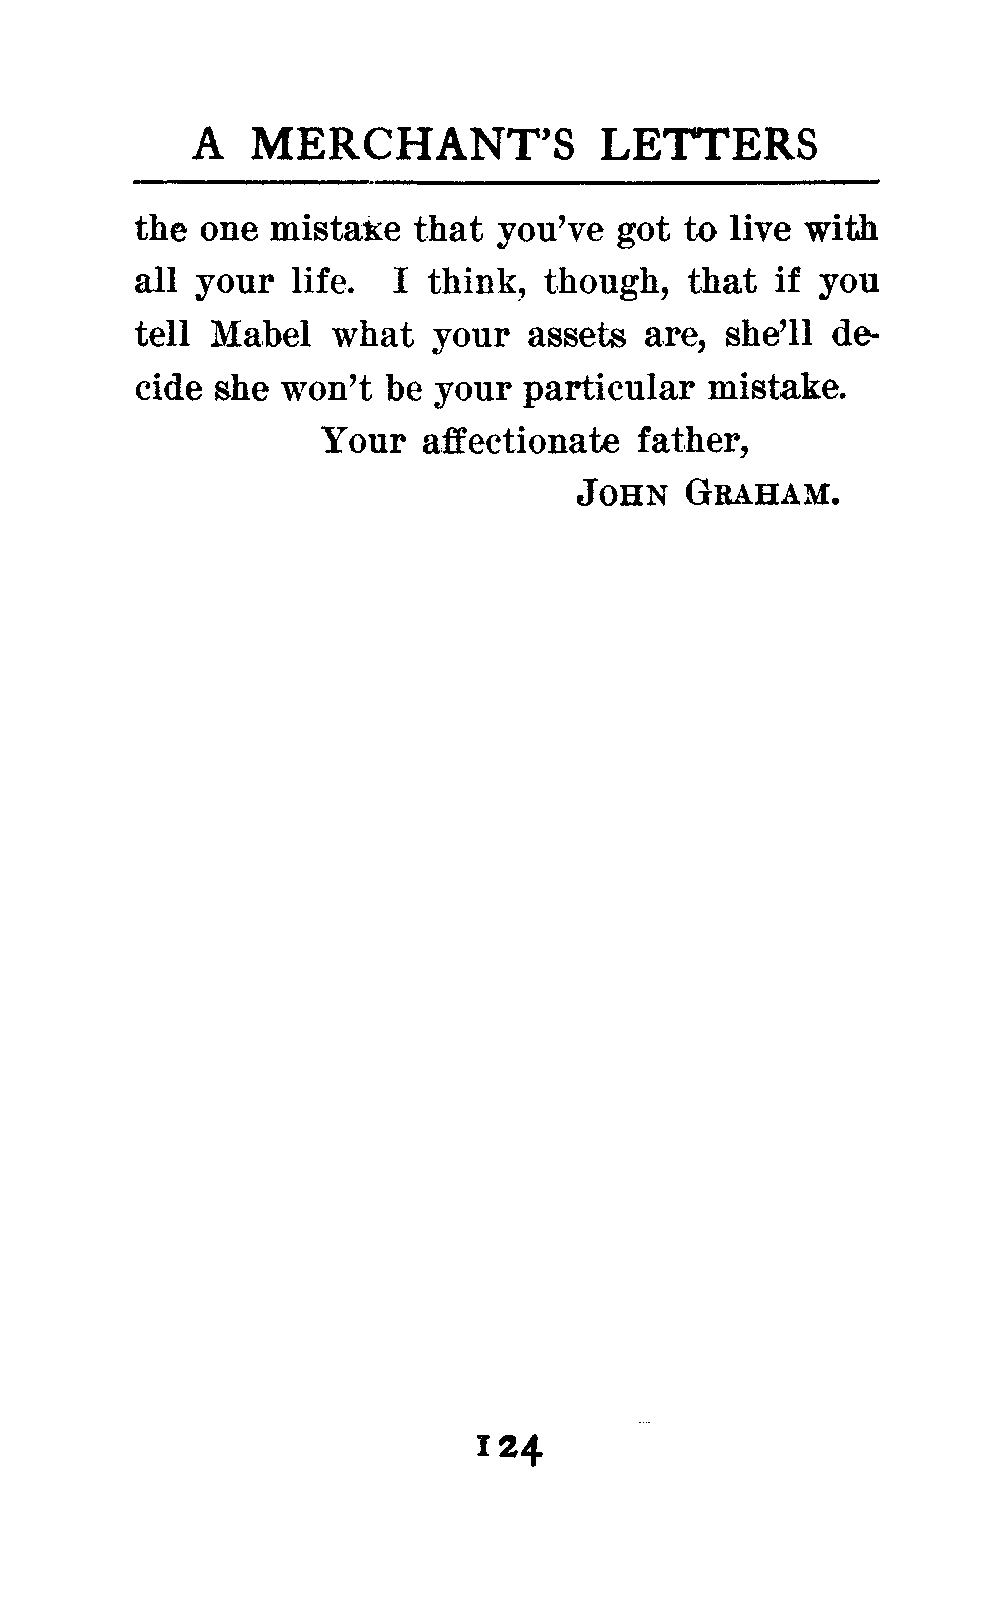 A MERCHANT'S LETTERS
the one mistake that you've got to live with
all your life. I think, though, that if you
tell Mabel what your assets are, she'll de-
cide she won't be your particular mistake.
Your affectionate father,
JOHN GRAHAM.
124